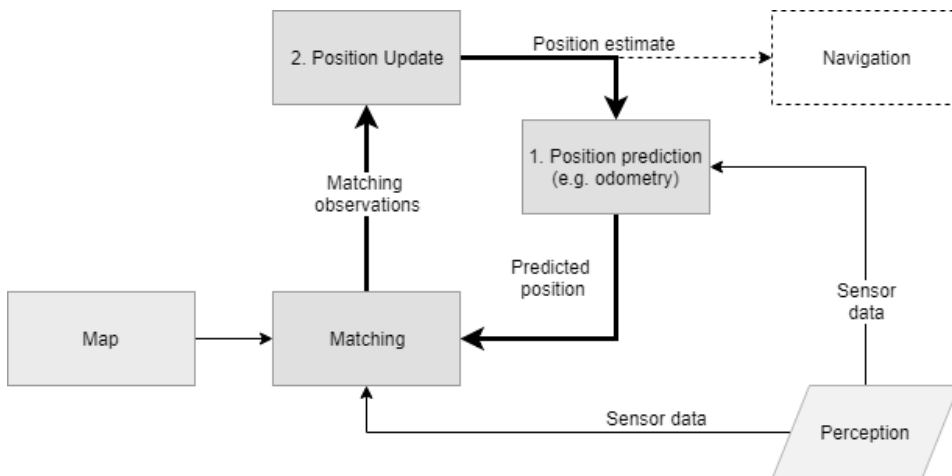 2. Position Update
Position estimate
Navigation
1. Position prediction
(e.g. odometry)
Matching
observations
Predicted
position
Sensor
data
Map
Matching
Sensor data
Perception